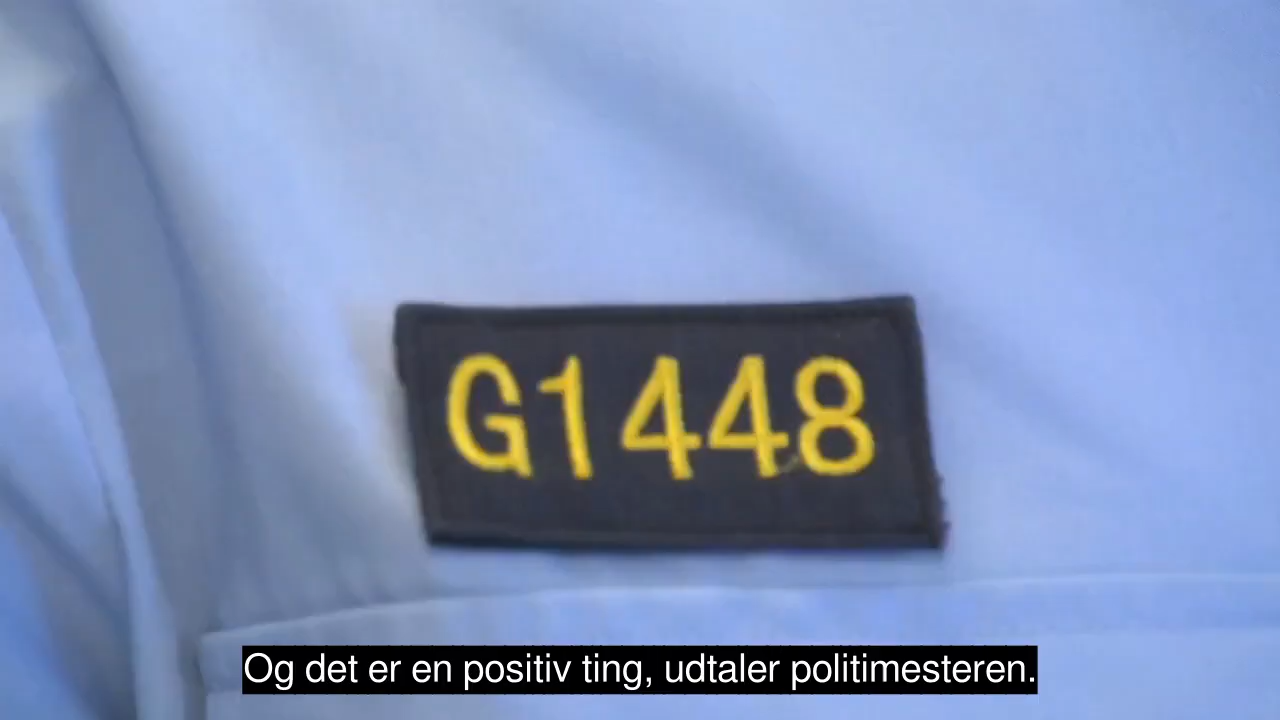 G1448
Og det er en positiv ting, udtaler politimesteren.